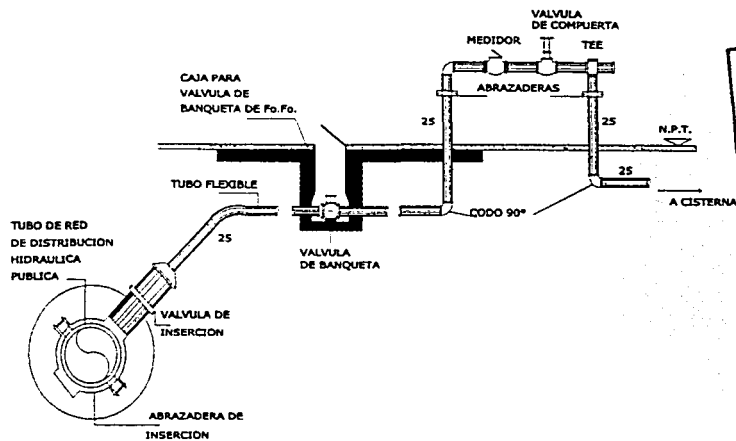 VALVULA
DE COMPUERTA
MEDIDOR
TEE
CAJA PARA
VALVULA DE
BANQUETA DE Fo.Fo.
ABRAZADERAS
25
25
N.P.T.
TUBO FLEXIBLE
25
A CISTERNA
CODO 90°
TUBO DE RED
DE DISTRIBUCION
HIDRAULICA
PUBLICA
25
VALVULA
DE BANQUETA
VALVULA DE
INSERCION
ABRAZADERA DE
INSERCIÓN